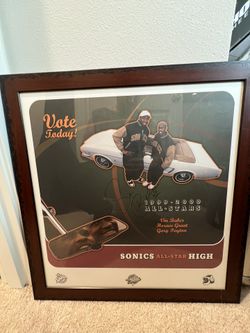 Vote
Today!
1999-2000
ALL-STARS
Vin Baker
Horace Grant
Gary Payton
SONICS ALL-STAR HIGH